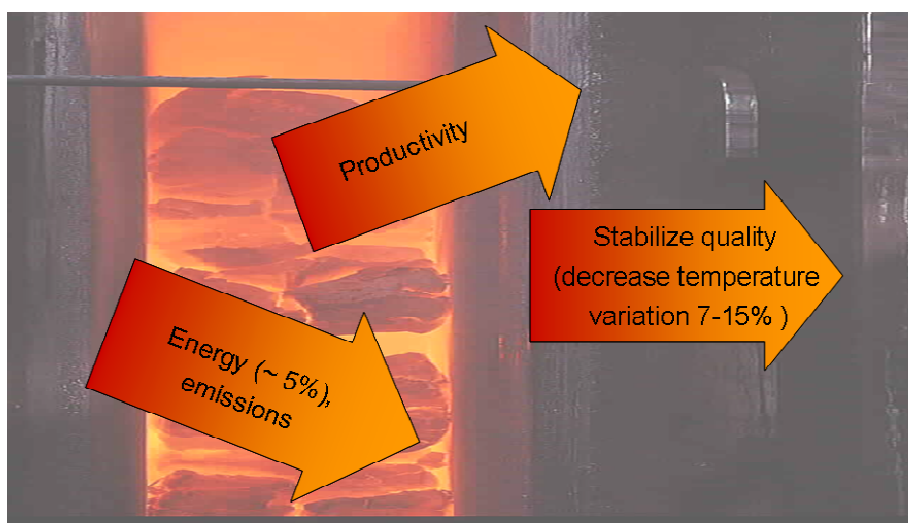 Productivity
Stabilize quality
(decrease temperature
variation 7-15% )
Energy (~ 5%),
emissions